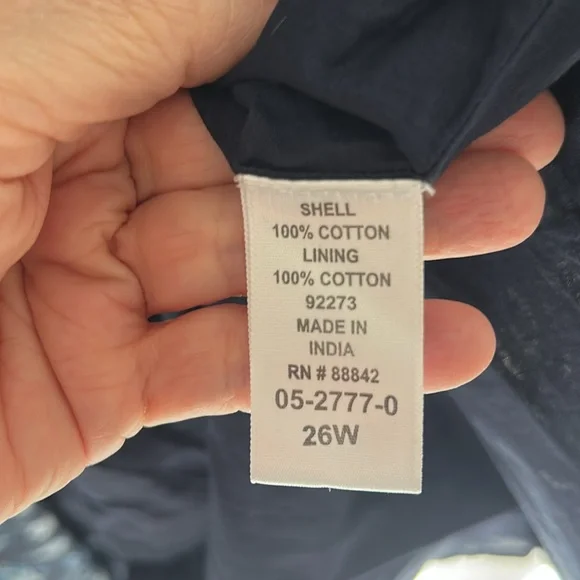 SHELL
100% COTTON
LINING
100% COTTON
92273
MADE IN
INDIA
RN # 88842
05-2777-0
26W